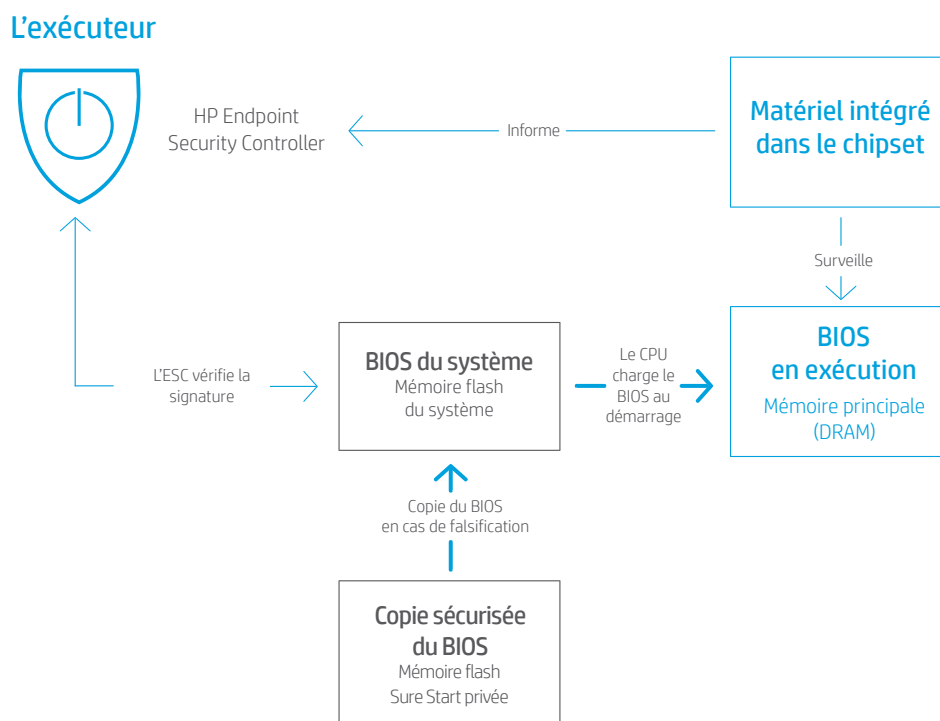 L'exécuteur
HP Endpoint
Security Controller
Informe
Matériel intégré
dans le chipset
Surveille
L'ESC vérifie la
signature
BIOS du système
Mémoire flash
du système
Le CPU
charge le
BIOS au
démarrage
BIOS
en exécution
Mémoire principale
(DRAM)
Copie du BIOS
en cas de falsification
Copie sécurisée
du BIOS
Mémoire flash
Sure Start privée